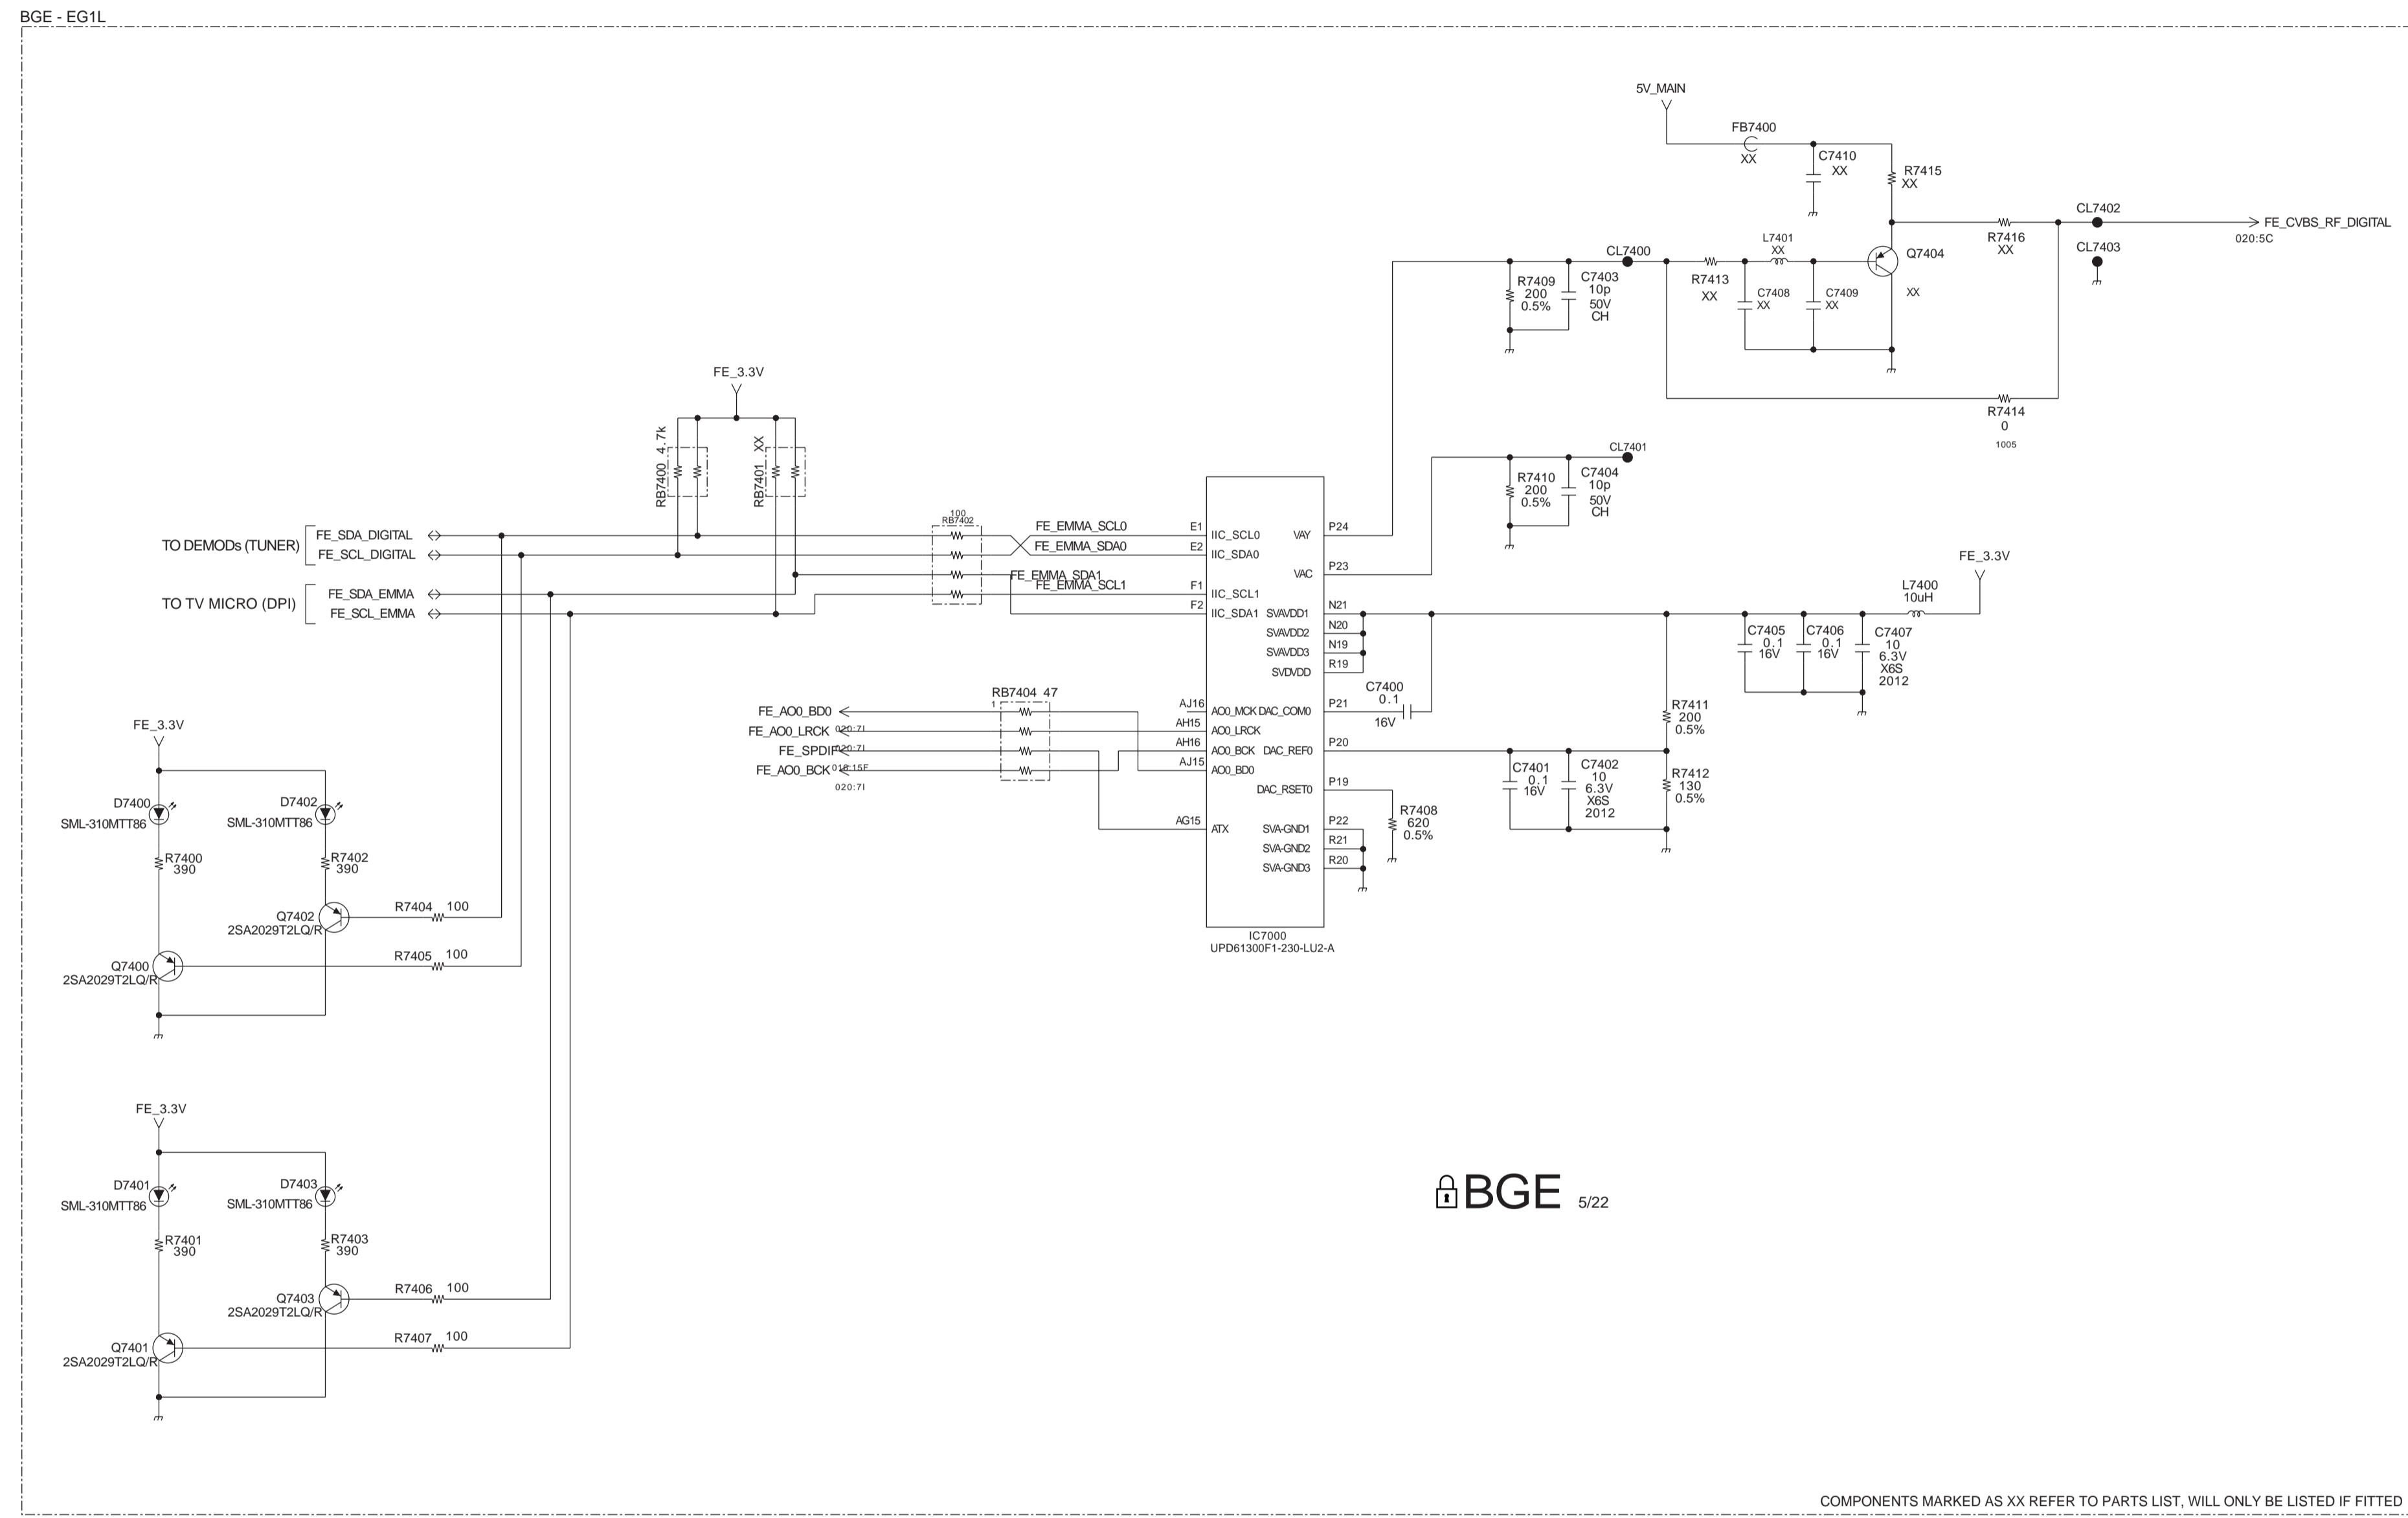 BGE - EG1L
5V_MAIN
FB7400
XX
C7410
XX
R7415
XX
CL7402
FE_CVBS_RF_DIGITAL
020:5C
R7416
XX
CL7403
L7401
XX
CL7400
Q7404
XX
R7413
XX
C7408
XX
C7409
XX
R7409
200
0.5%
C7403
10p
50V
CH
R7414
0
1005
FE_3.3V
RB7400 4.7k
RB7401 XX
CL7401
R7410
200
0.5%
C7404
10p
50V
CH
TO DEMODs (TUNER)
FE_SDA_DIGITAL
FE_SCL_DIGITAL
TO TV MICRO (DPI)
FE_SDA_EMMA
FE_SCL_EMMA
100
RB7402
FE_EMMA_SCL0
FE_EMMA_SDA0
FE_EMMA_SDA1
FE_EMMA_SCL1
E1
IIC_SCL0
VAY
P24
E2
IIC_SDA0
VAC
P23
F1
IIC_SCL1
F2
IIC_SDA1
SVAVDD1
N21
SVAVDD2
N20
SVAVDD3
N19
SVDVDD
R19
FE_3.3V
L7400
10uH
C7405
0.1
16V
C7406
0.1
16V
C7407
10
6.3V
X6S
2012
RB7404 47
1
FE_AO0_BD0
FE_AO0_LRCK
020:7I
FE_SPDIF
020:7I
FE_AO0_BCK
018:15F
020:7I
AJ16
AO0_MCK
DAC_COM0
P21
AH15
AO0_LRCK
AH16
AO0_BCK
DAC_REF0
P20
AJ15
AO0_BD0
DAC_RSET0
P19
AG15
ATX
SVA-GND1
P22
SVA-GND2
R21
SVA-GND3
R20
IC7000
UPD61300F1-230-LU2-A
C7400
0.1
16V
R7411
200
0.5%
C7401
0.1
16V
C7402
10
6.3V
X6S
2012
R7412
130
0.5%
R7408
620
0.5%
FE_3.3V
D7400
SML-310MTT86
D7402
SML-310MTT86
R7400
390
R7402
390
Q7402
2SA2029T2LQ/R
R7404 100
Q7400
2SA2029T2LQ/R
R7405 100
FE_3.3V
D7401
SML-310MTT86
D7403
SML-310MTT86
R7401
390
R7403
390
Q7403
2SA2029T2LQ/R
R7406 100
Q7401
2SA2029T2LQ/R
R7407 100
BGE 5/22
COMPONENTS MARKED AS XX REFER TO PARTS LIST, WILL ONLY BE LISTED IF FITTED